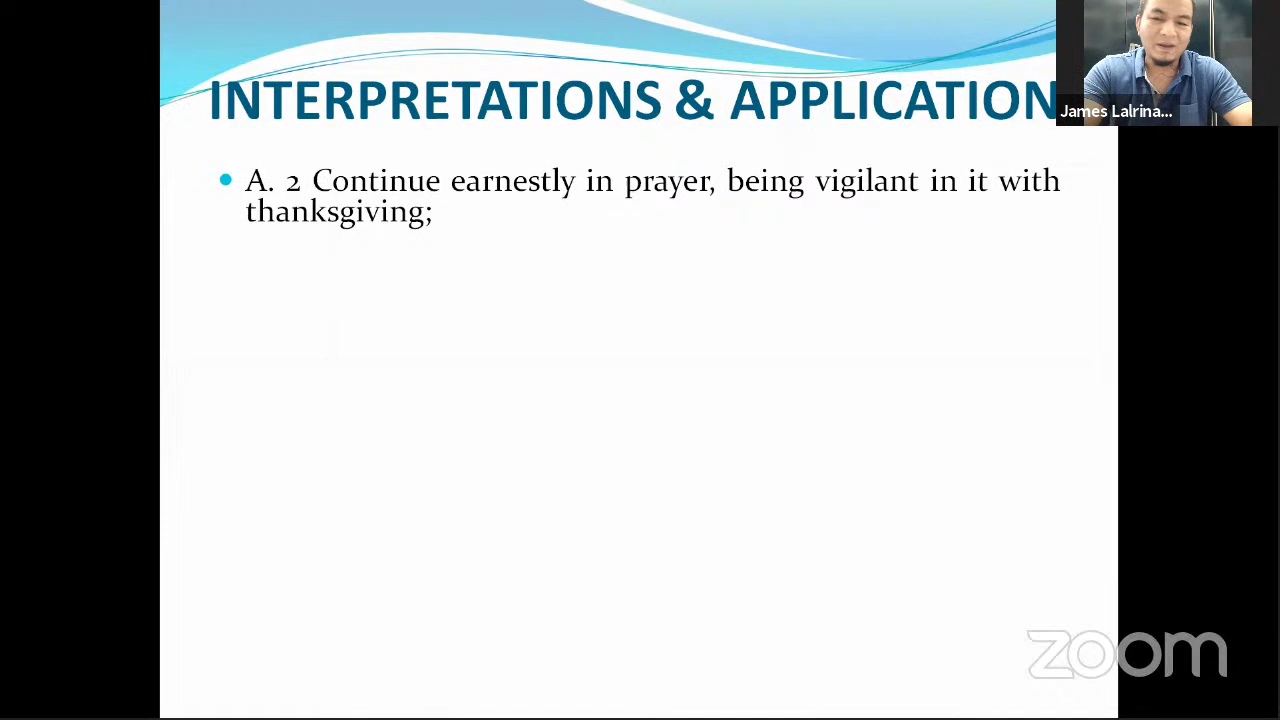 INTERPRETATIONS & APPLICATION
James Lalrina...
A. 2 Continue earnestly in prayer, being vigilant in it with
thanksgiving;
zoom